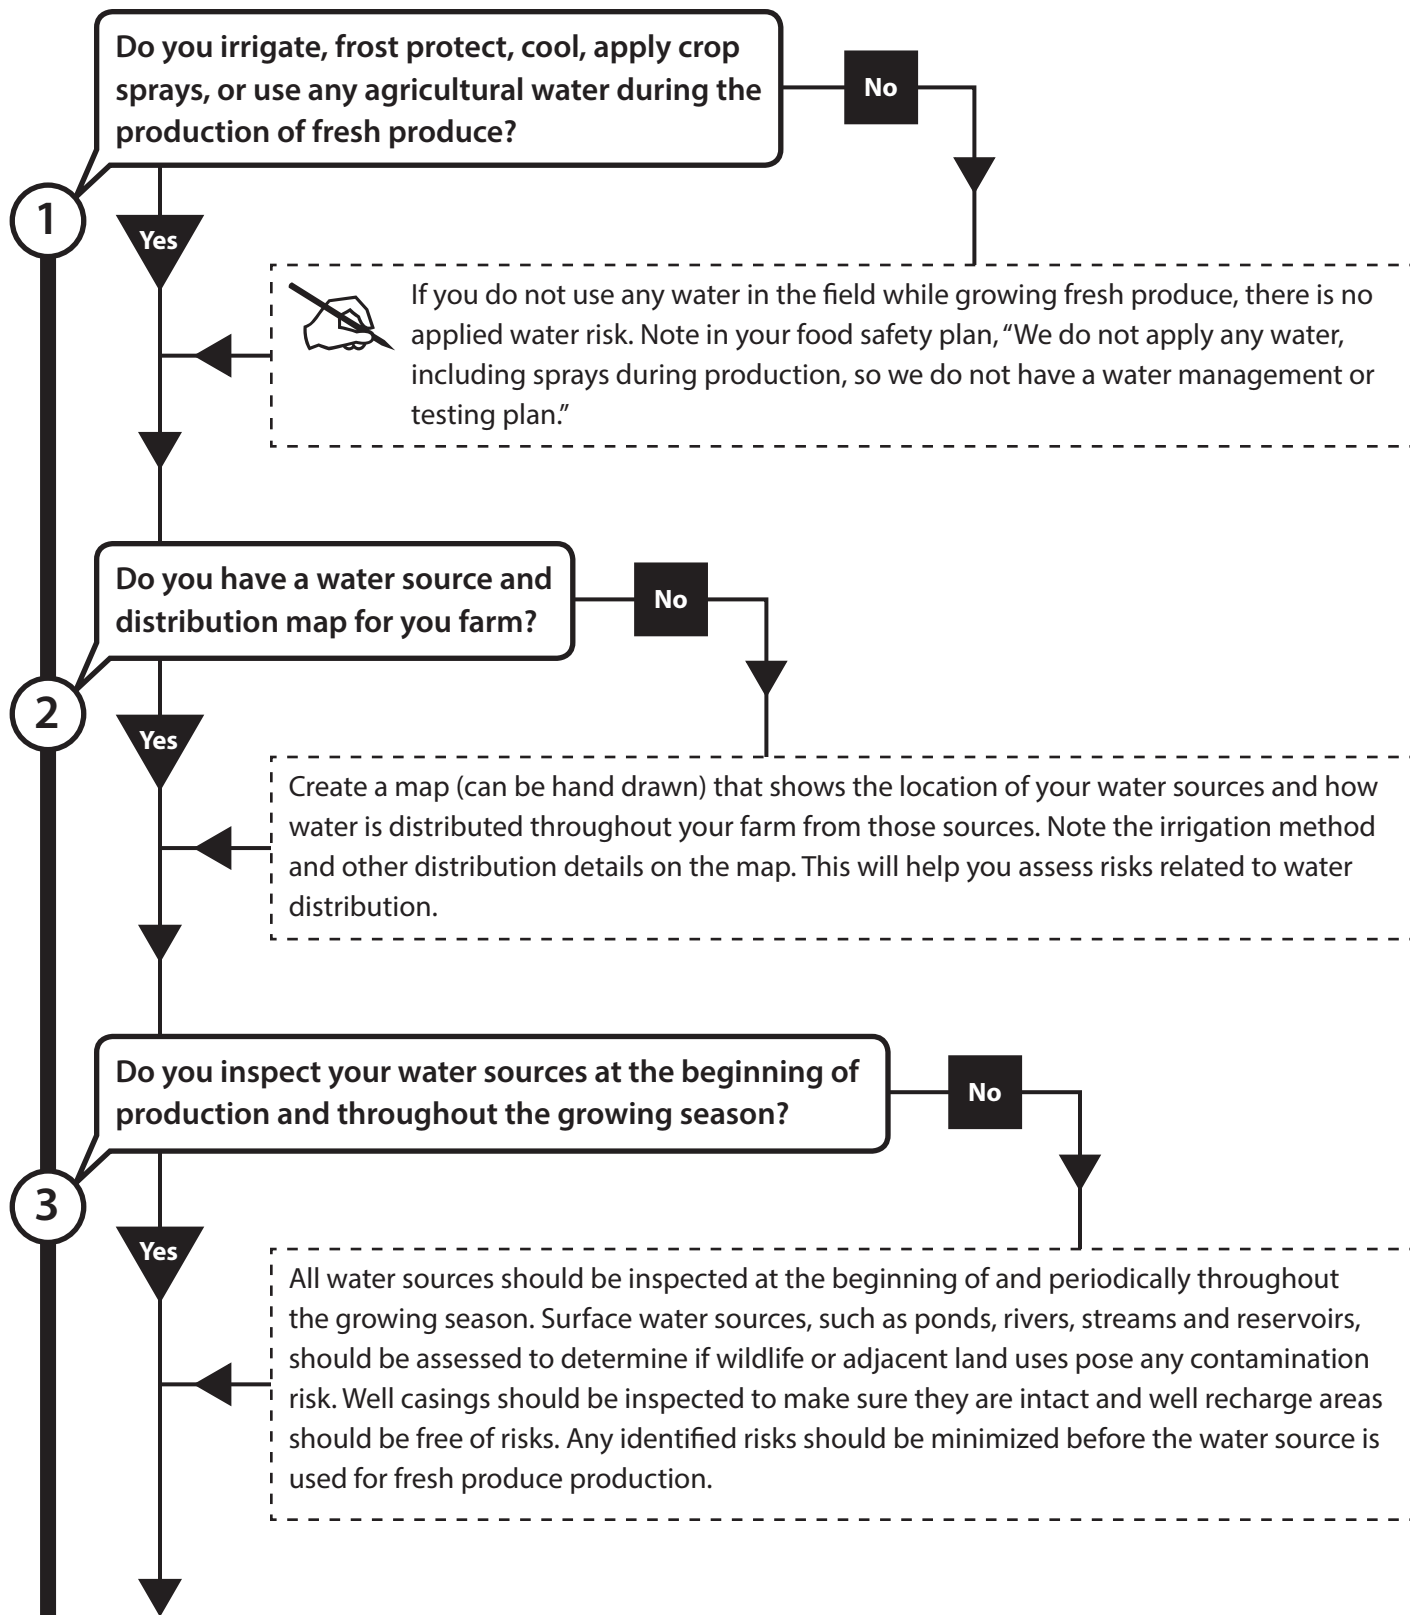 Do you irrigate, frost protect, cool, apply crop
sprays, or use any agricultural water during the
production of fresh produce?
No
1
Yes
If you do not use any water in the field while growing fresh produce, there is no
applied water risk. Note in your food safety plan, “We do not apply any water,
including sprays during production, so we do not have a water management or
testing plan.”
Do you have a water source and
distribution map for you farm?
No
2
Yes
Create a map (can be hand drawn) that shows the location of your water sources and how
water is distributed throughout your farm from those sources. Note the irrigation method
and other distribution details on the map. This will help you assess risks related to water
distribution.
Do you inspect your water sources at the beginning of
production and throughout the growing season?
No
3
Yes
All water sources should be inspected at the beginning of and periodically throughout
the growing season. Surface water sources, such as ponds, rivers, streams and reservoirs,
should be assessed to determine if wildlife or adjacent land uses pose any contamination
risk. Well casings should be inspected to make sure they are intact and well recharge areas
should be free of risks. Any identified risks should be minimized before the water source is
used for fresh produce production.